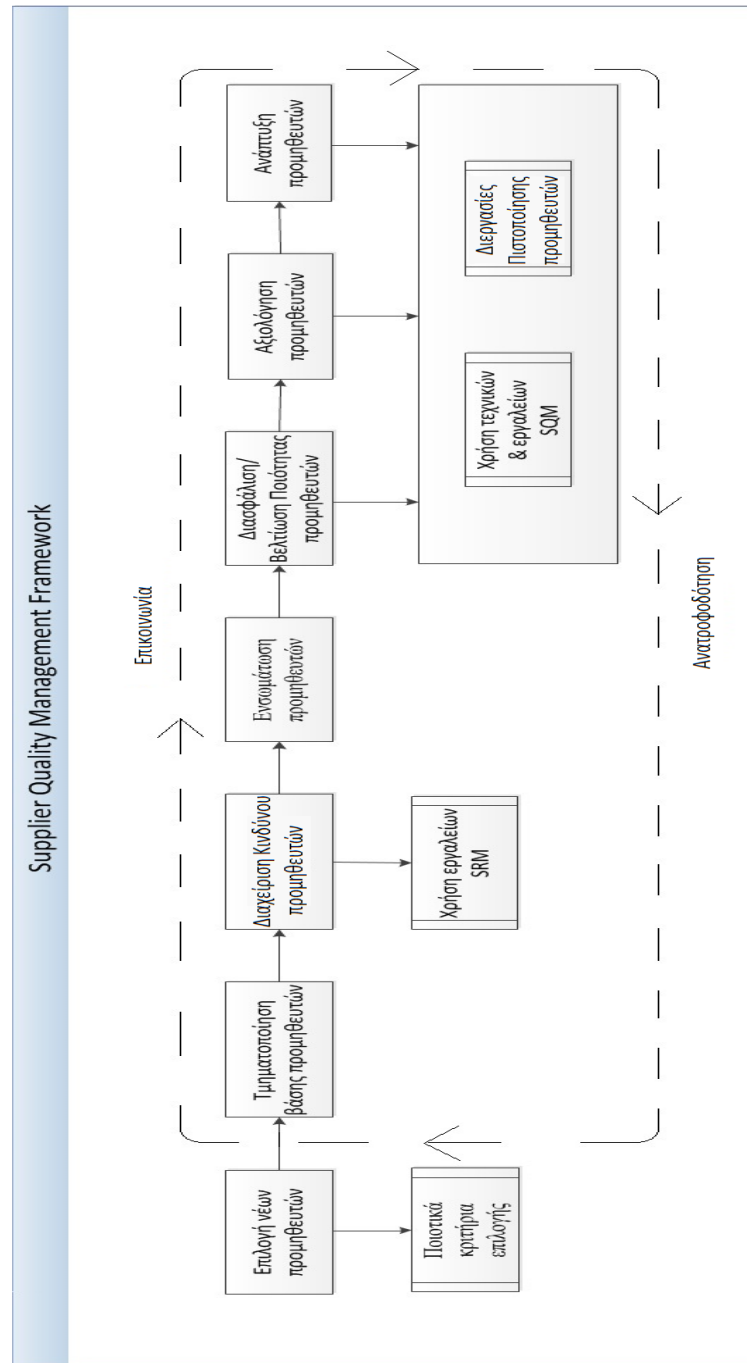 Supplier Quality Management Framework
Επικοινωνία
Επιλογή νέων
προμηθευτών
Τμηματοποίηση
βάσης προμηθευτών
Διαχείριση Κινδύνου
προμηθευτών
Ενσωμάτωση
προμηθευτών
Διασφάλιση/
Βελτίωση Ποιότητας
προμηθευτών
Αξιολόγηση
προμηθευτών
Ανάπτυξη
προμηθευτών
Ποιοτικά
κριτήρια
επιλογής
Χρήση εργαλείων
SRM
Χρήση τεχνικών
& εργαλείων
SQM
Διεργασίες
Πιστοποίησης
προμηθευτών
Ανατροφοδότηση